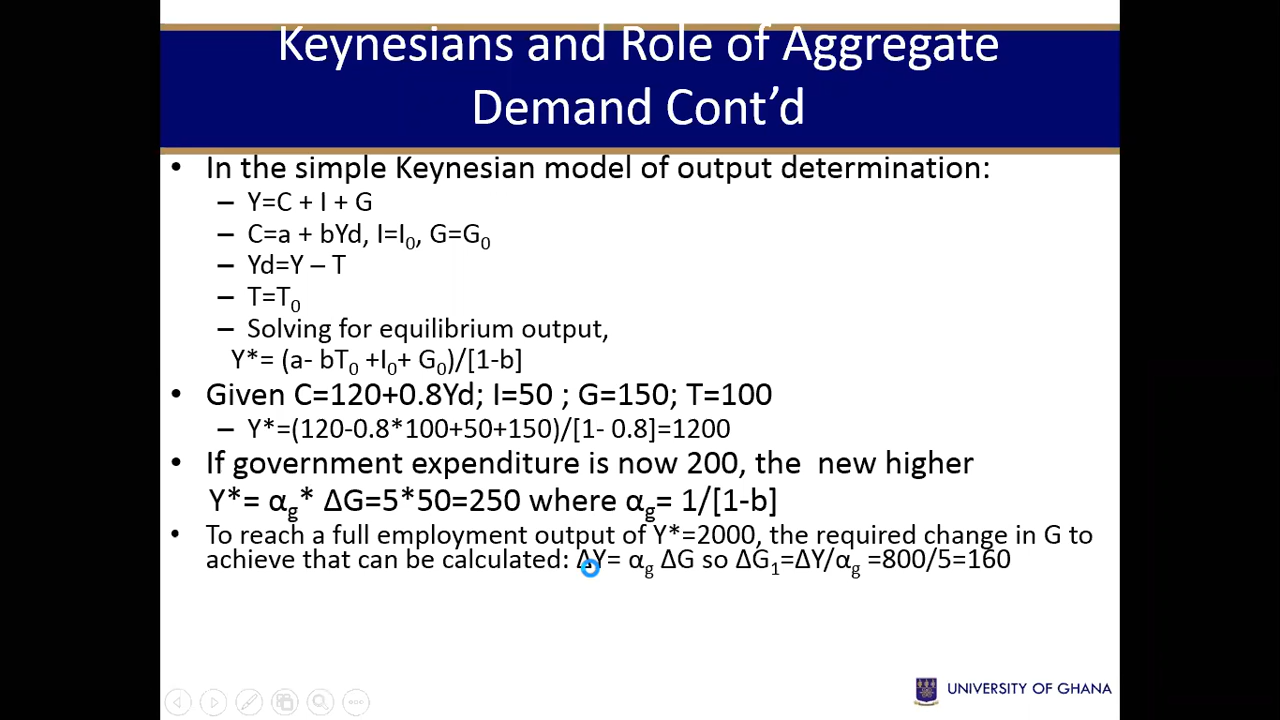 Keynesians and Role of Aggregate
Demand Cont’d
• In the simple Keynesian model of output determination:
– Y=C + I + G
– C=a + bYd, I=I₀, G=G₀
– Yd=Y – T
– T=T₀
– Solving for equilibrium output,
Y*= (a- bT₀ +I₀+ G₀)/[1-b]
• Given C=120+0.8Yd; I=50 ; G=150; T=100
– Y*=(120-0.8*100+50+150)/[1- 0.8]=1200
• If government expenditure is now 200, the new higher
Y*= αg* ΔG=5*50=250 where αg= 1/[1-b]
• To reach a full employment output of Y*=2000, the required change in G to
achieve that can be calculated: ΔY= αg ΔG so ΔG₁=ΔY/αg =800/5=160
UNIVERSITY OF GHANA